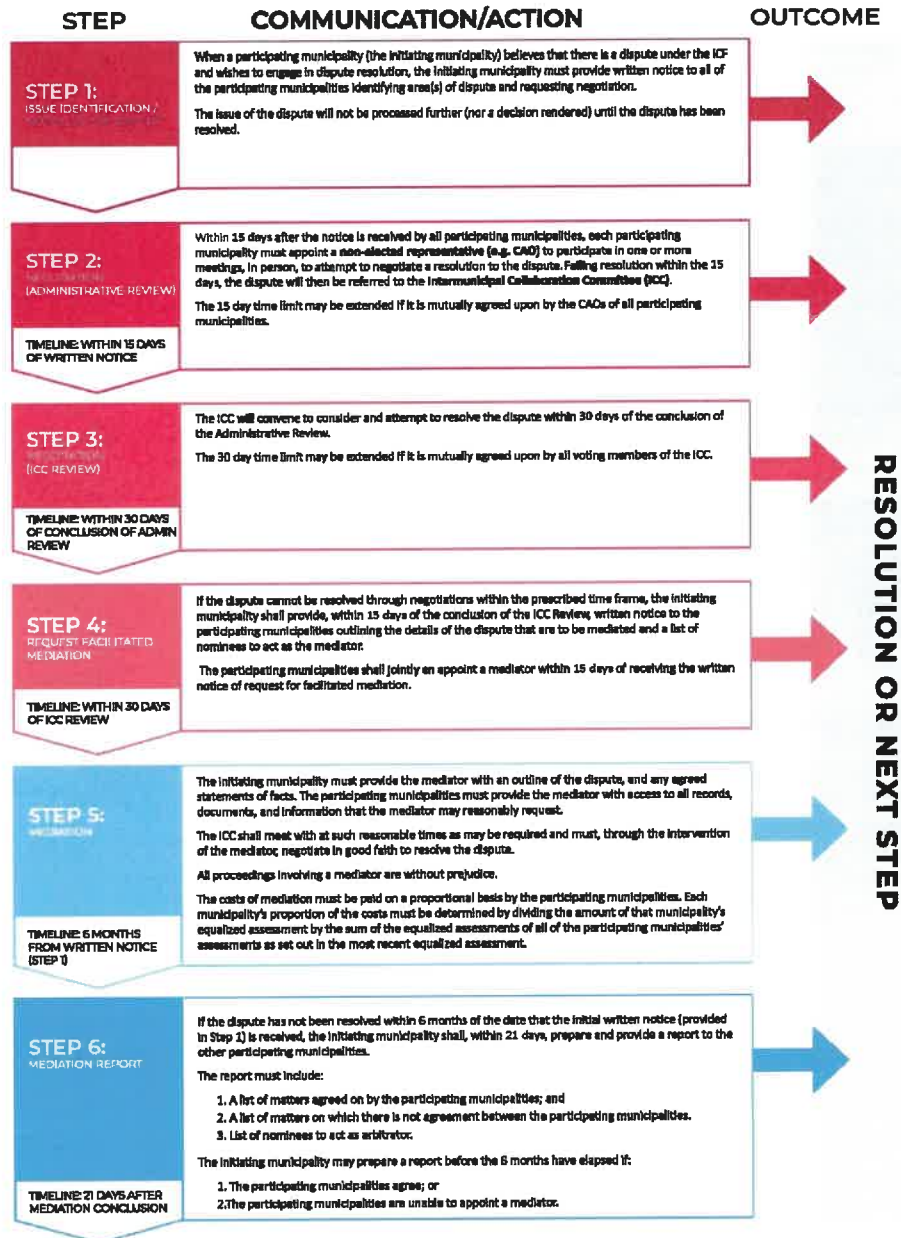 STEP
COMMUNICATION/ACTION
OUTCOME
STEP 1:
ISSUE IDENTIFICATION /
When a participating municipality (the initiating municipality) believes that there is a dispute under the ICF
and wishes to engage in dispute resolution, the initiating municipality must provide written notice to all of
the participating municipalities identifying area(s) of dispute and requesting negotiation.
The issue of the dispute will not be processed further (nor a decision rendered) until the dispute has been
resolved.
STEP 2:
(ADMINISTRATIVE REVIEW)
TIMELINE: WITHIN 15 DAYS
OF WRITTEN NOTICE
Within 15 days after the notice is received by all participating municipalities, each participating
municipality must appoint a non-elected representative (e.g. CAO) to participate in one or more
meetings, in person, to attempt to negotiate a resolution to the dispute. Failing resolution within the 15
days, the dispute will then be referred to the Intermunicipal Collaboration Committee (ICC).
The 15 day time limit may be extended if it is mutually agreed upon by the CAOs of all participating
municipalities.
STEP 3:
(ICC REVIEW)
TIMELINE: WITHIN 30 DAYS
OF CONCLUSION OF ADMIN
REVIEW
The ICC will convene to consider and attempt to resolve the dispute within 30 days of the conclusion of
the Administrative Review.
The 30 day time limit may be extended if it is mutually agreed upon by all voting members of the ICC.
STEP 4:
REQUEST FACILITATED
MEDIATION
TIMELINE: WITHIN 30 DAYS
OF ICC REVIEW
If the dispute cannot be resolved through negotiations within the prescribed time frame, the initiating
municipality shall provide, within 15 days of the conclusion of the ICC Review, written notice to the
participating municipalities outlining the details of the dispute that are to be mediated and a list of
nominees to act as the mediator.
The participating municipalities shall jointly an appoint a mediator within 15 days of receiving the written
notice of request for facilitated mediation.
STEP 5:
MEDIATION
TIMELINE: 6 MONTHS
FROM WRITTEN NOTICE
(STEP 1)
The initiating municipality must provide the mediator with an outline of the dispute, and any agreed
statements of facts. The participating municipalities must provide the mediator with access to all records,
documents, and information that the mediator may reasonably request.
The ICC shall meet with at such reasonable times as may be required and must, through the intervention
of the mediator, negotiate in good faith to resolve the dispute.
All proceedings involving a mediator are without prejudice.
The costs of mediation must be paid on a proportional basis by the participating municipalities. Each
municipality's proportion of the costs must be determined by dividing the amount of that municipality's
equalized assessment by the sum of the equalized assessments of all of the participating municipalities'
assessments as set out in the most recent equalized assessment.
STEP 6:
MEDIATION REPORT
TIMELINE: 21 DAYS AFTER
MEDIATION CONCLUSION
If the dispute has not been resolved within 6 months of the date that the initial written notice (provided
in Step 1) is received, the initiating municipality shall, within 21 days, prepare and provide a report to the
other participating municipalities.
The report must include:
1. A list of matters agreed on by the participating municipalities; and
2. A list of matters on which there is not agreement between the participating municipalities.
3. List of nominees to act as arbitrator.
The initiating municipality may prepare a report before the 6 months have elapsed if:
1. The participating municipalities agree; or
2.The participating municipalities are unable to appoint a mediator.
RESOLUTION OR NEXT STEP